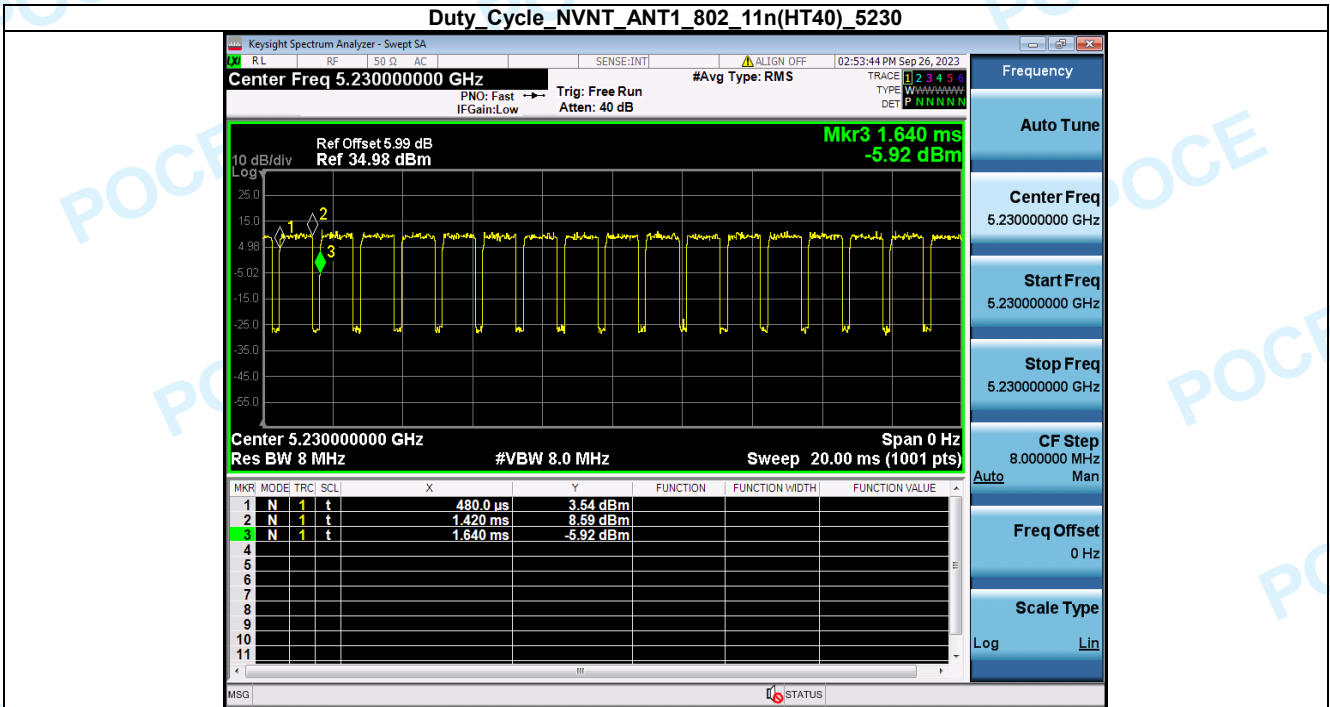 Duty_Cycle_NVNT_ANT1_802_11n(HT40)_5230
Keysight Spectrum Analyzer - Swept SA
LXI RL RF 50 Ω AC SENSE:INT ALIGN OFF 02:53:44 PM Sep 26, 2023
Center Freq 5.230000000 GHz #Avg Type: RMS TRACE 1 2 3 4 5 6
PNO: Fast Trig: Free Run TYPE WWWWWW
IFGain:Low Atten: 40 dB DET P N N N N N
Mkr3 1.640 ms
-5.92 dBm
Ref Offset 5.99 dB
10 dB/div Ref 34.98 dBm
Log
25.0
15.0
4.98
-5.02
-15.0
-25.0
-35.0
-45.0
-55.0
1
2
3
Center 5.230000000 GHz Span 0 Hz
Res BW 8 MHz #VBW 8.0 MHz Sweep 20.00 ms (1001 pts)
MKR MODE TRC SCL X Y FUNCTION FUNCTION WIDTH FUNCTION VALUE
1 N 1 t 480.0 µs 3.54 dBm
2 N 1 t 1.420 ms 8.59 dBm
3 N 1 t 1.640 ms -5.92 dBm
4
5
6
7
8
9
10
11
MSG STATUS
Frequency
Auto Tune
Center Freq
5.230000000 GHz
Start Freq
5.230000000 GHz
Stop Freq
5.230000000 GHz
CF Step
8.000000 MHz
Auto Man
Freq Offset
0 Hz
Scale Type
Log Lin
POCE
POCE
POCE